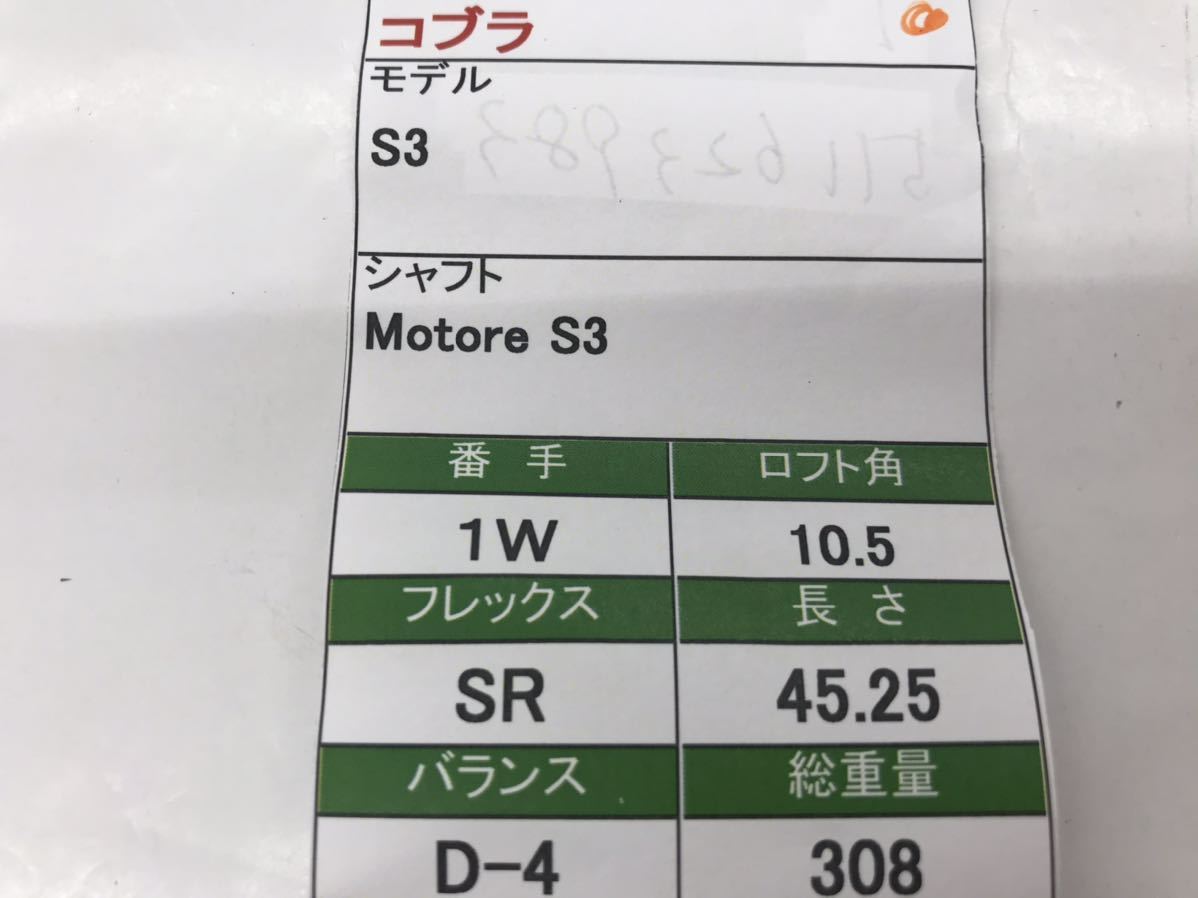 コブラ
モデル
S3
シャフト
Motore S3
番手 ロフト角
1W 10.5
フレックス 長さ
SR 45.25
バランス 総重量
D-4 308